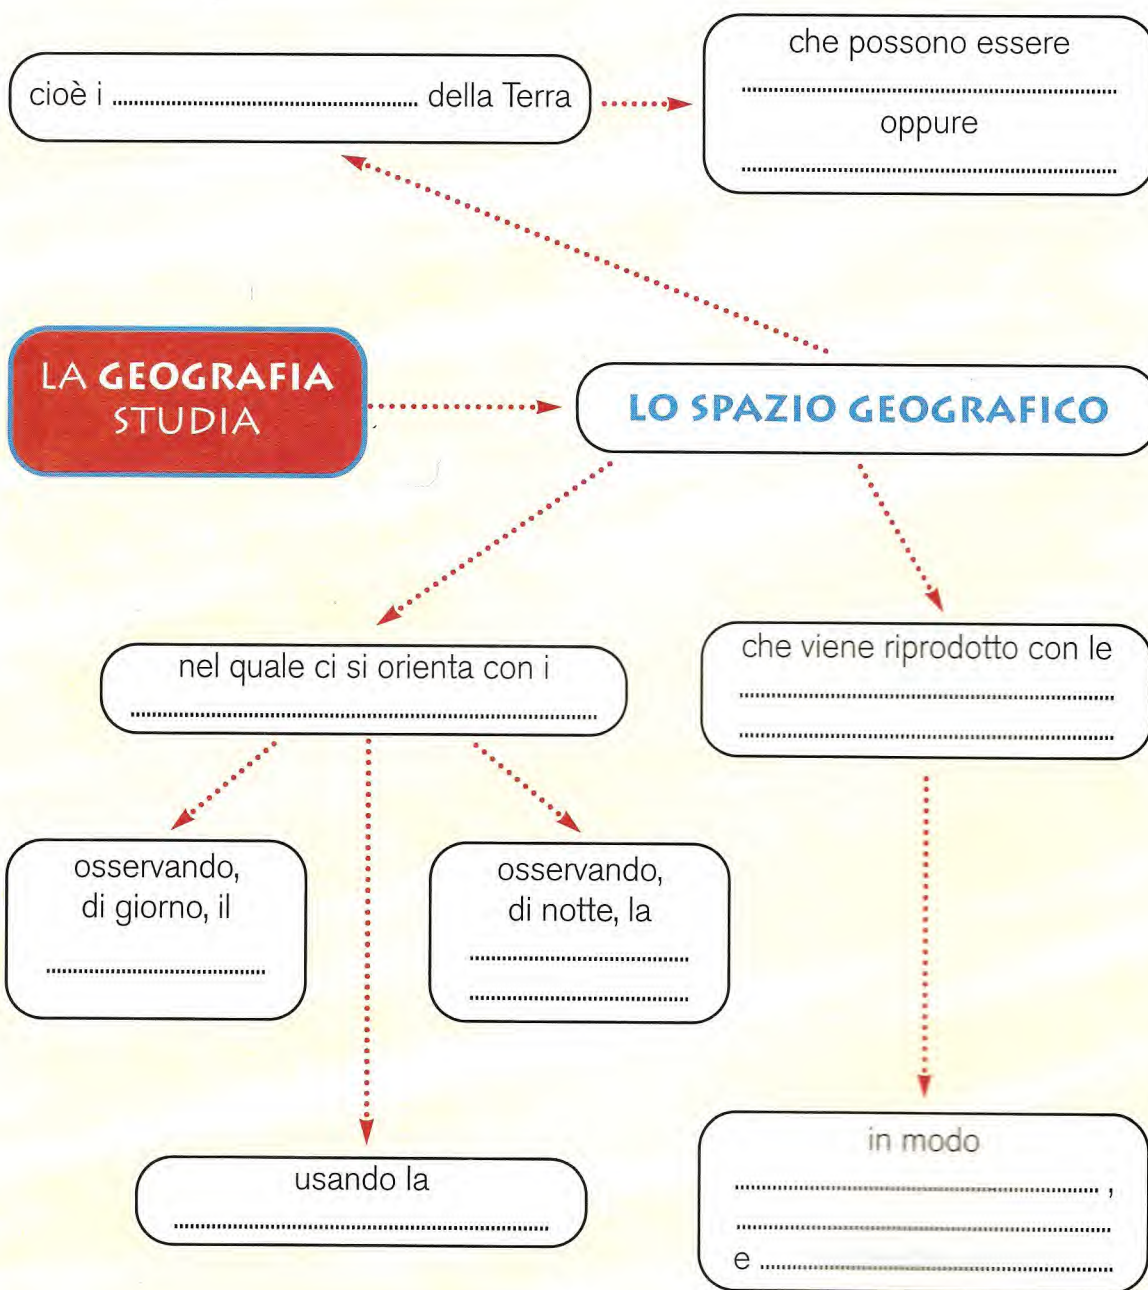 cioè i ........................................ della Terra
che possono essere
..................................................
oppure
..................................................
LA GEOGRAFIA
STUDIA
LO SPAZIO GEOGRAFICO
nel quale ci si orienta con i
..............................................................
che viene riprodotto con le
..................................................
..................................................
osservando,
di giorno, il
.............................
osservando,
di notte, la
.............................
.............................
usando la
..................................................
in modo
................................................ ,
..................................................
e ...............................................